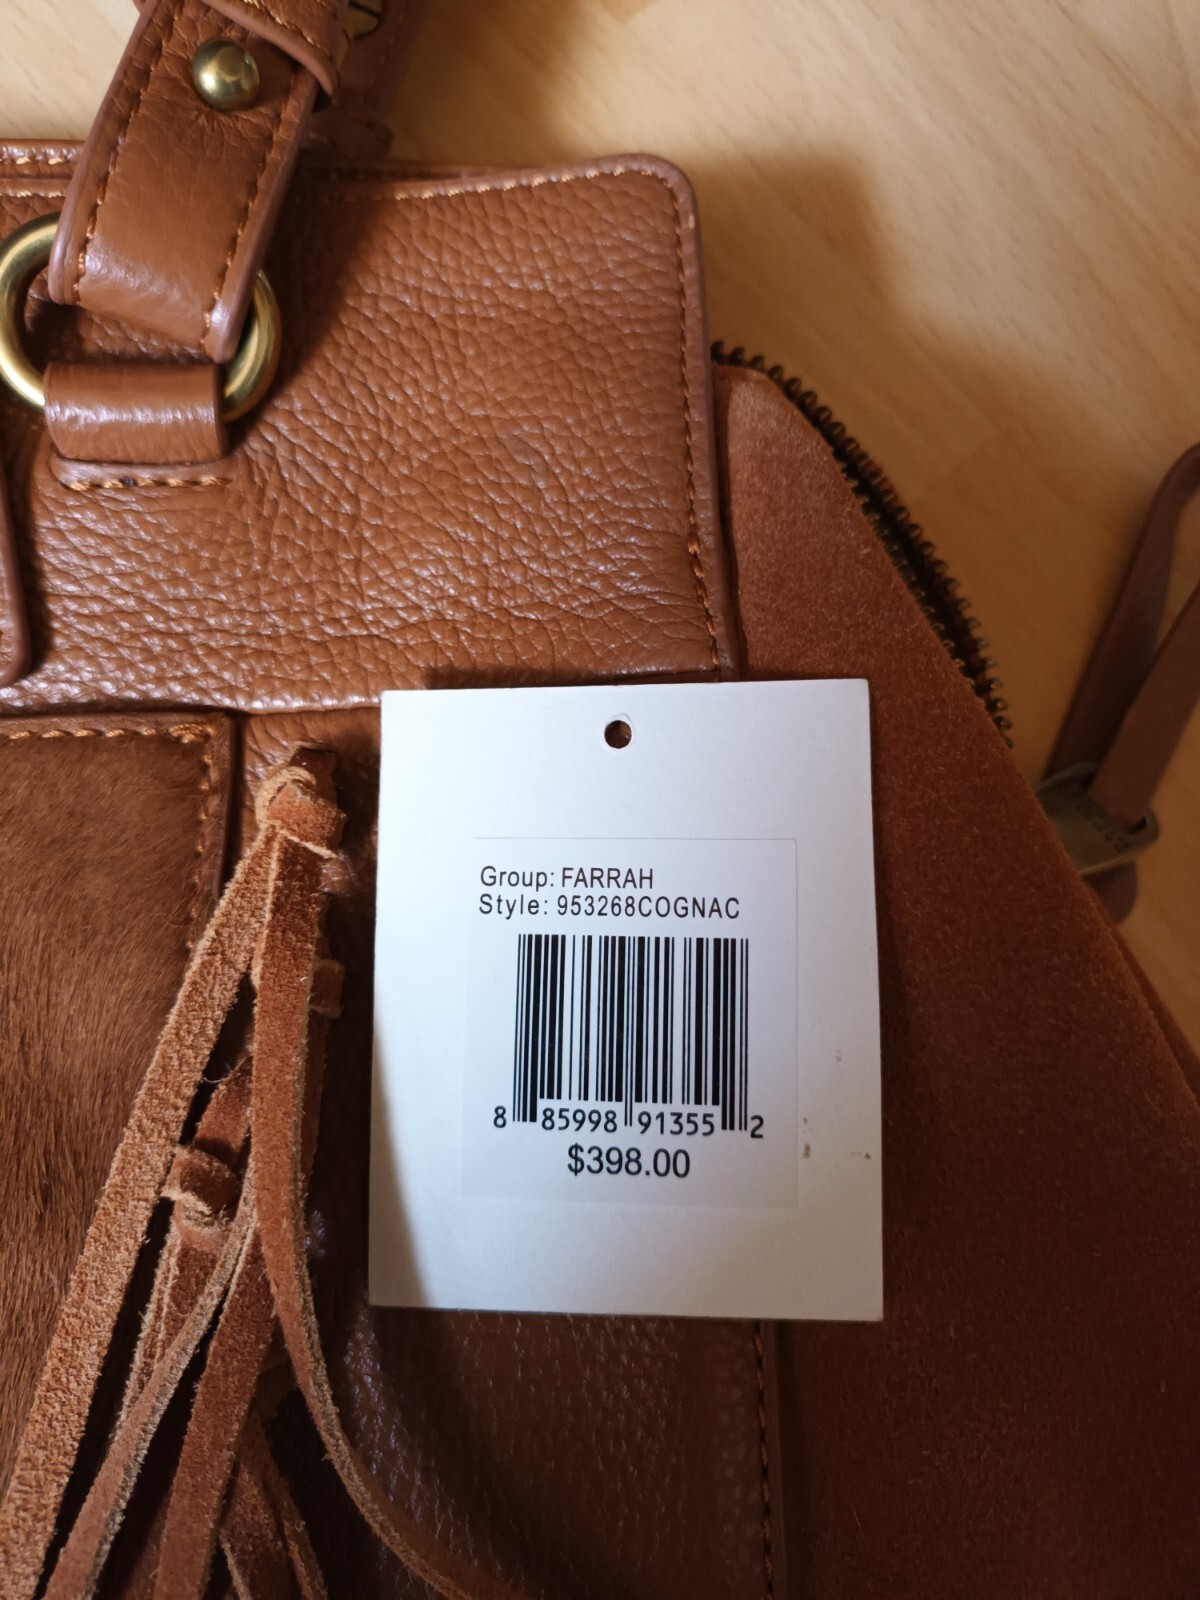 Group: FARRAH
Style: 953268COGNAC
8 85998 91355 2
$398.00